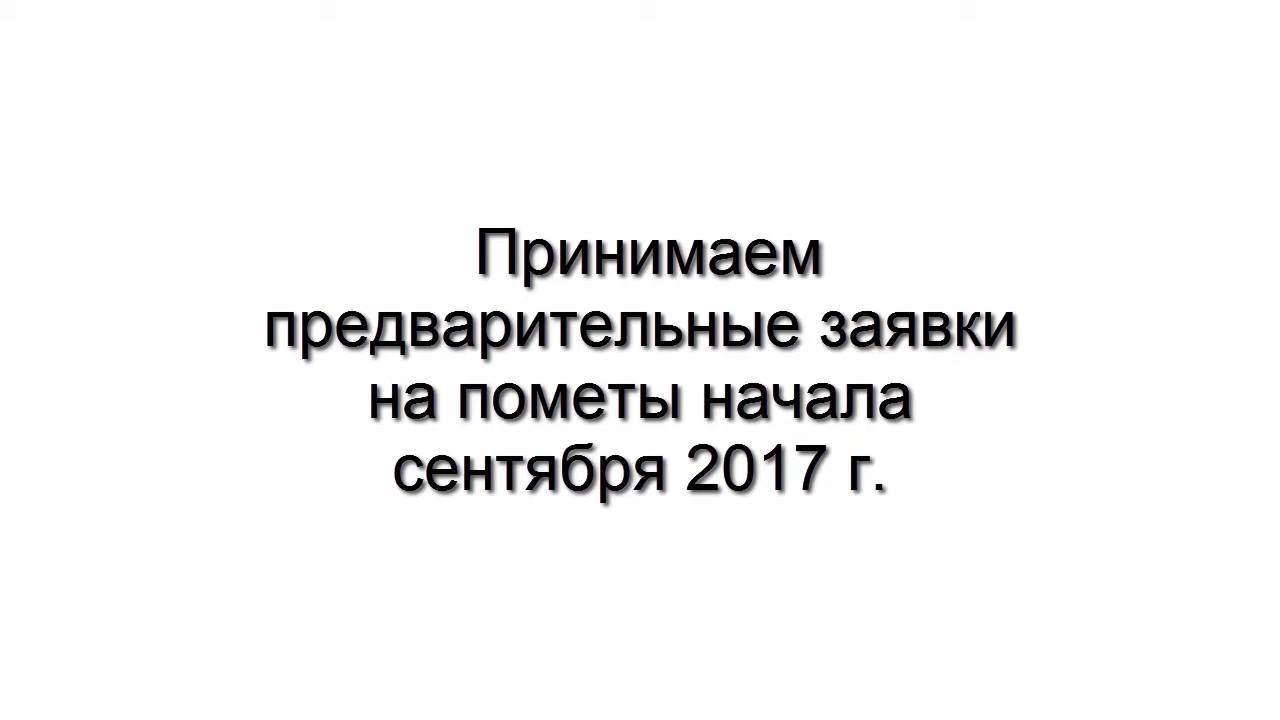 Принимаем
предварительные заявки
на пометы начала
сентября 2017 г.